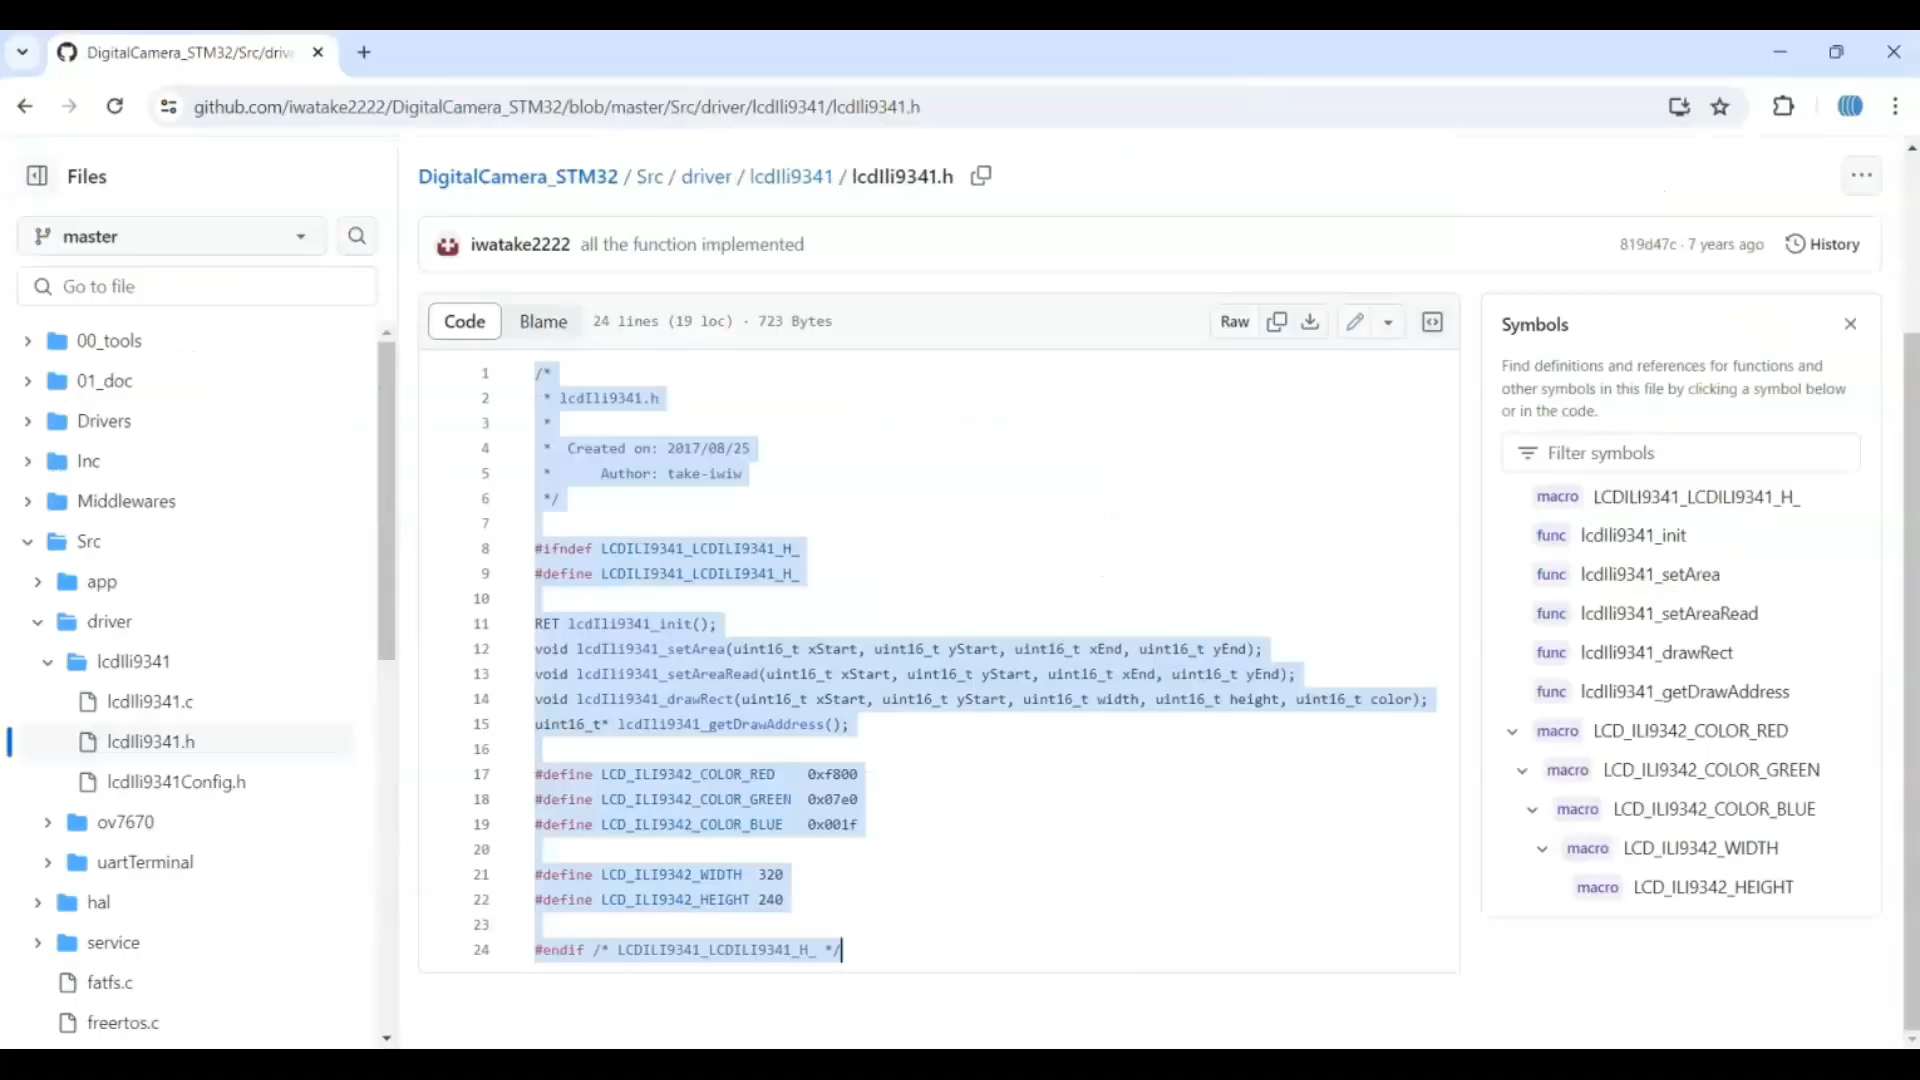 DigitalCamera_STM32/Src/driv
github.com/iwatake2222/DigitalCamera_STM32/blob/master/Src/driver/lcdIli9341/lcdIli9341.h
Files
DigitalCamera_STM32 / Src / driver / lcdIli9341 / lcdIli9341.h
master
iwatake2222 all the function implemented
819d47c · 7 years ago
History
Go to file
Code
Blame
24 lines (19 loc) · 723 Bytes
Raw
00_tools
01_doc
Drivers
Inc
Middlewares
Src
app
driver
lcdIli9341
lcdIli9341.c
lcdIli9341.h
lcdIli9341Config.h
ov7670
uartTerminal
hal
service
fatfs.c
freertos.c
1 /*
2 * lcdIli9341.h
3 *
4 * Created on: 2017/08/25
5 * Author: take-iwiw
6 */
7
8 #ifndef LCDILI9341_LCDILI9341_H_
9 #define LCDILI9341_LCDILI9341_H_
10
11 RET lcdIli9341_init();
12 void lcdIli9341_setArea(uint16_t xStart, uint16_t yStart, uint16_t xEnd, uint16_t yEnd);
13 void lcdIli9341_setAreaRead(uint16_t xStart, uint16_t yStart, uint16_t xEnd, uint16_t yEnd);
14 void lcdIli9341_drawRect(uint16_t xStart, uint16_t yStart, uint16_t width, uint16_t height, uint16_t color);
15 uint16_t* lcdIli9341_getDrawAddress();
16
17 #define LCD_ILI9342_COLOR_RED 0xf800
18 #define LCD_ILI9342_COLOR_GREEN 0x07e0
19 #define LCD_ILI9342_COLOR_BLUE 0x001f
20
21 #define LCD_ILI9342_WIDTH 320
22 #define LCD_ILI9342_HEIGHT 240
23
24 #endif /* LCDILI9341_LCDILI9341_H_ */
Symbols
Find definitions and references for functions and
other symbols in this file by clicking a symbol below
or in the code.
Filter symbols
macro LCDILI9341_LCDILI9341_H_
func lcdIli9341_init
func lcdIli9341_setArea
func lcdIli9341_setAreaRead
func lcdIli9341_drawRect
func lcdIli9341_getDrawAddress
macro LCD_ILI9342_COLOR_RED
macro LCD_ILI9342_COLOR_GREEN
macro LCD_ILI9342_COLOR_BLUE
macro LCD_ILI9342_WIDTH
macro LCD_ILI9342_HEIGHT